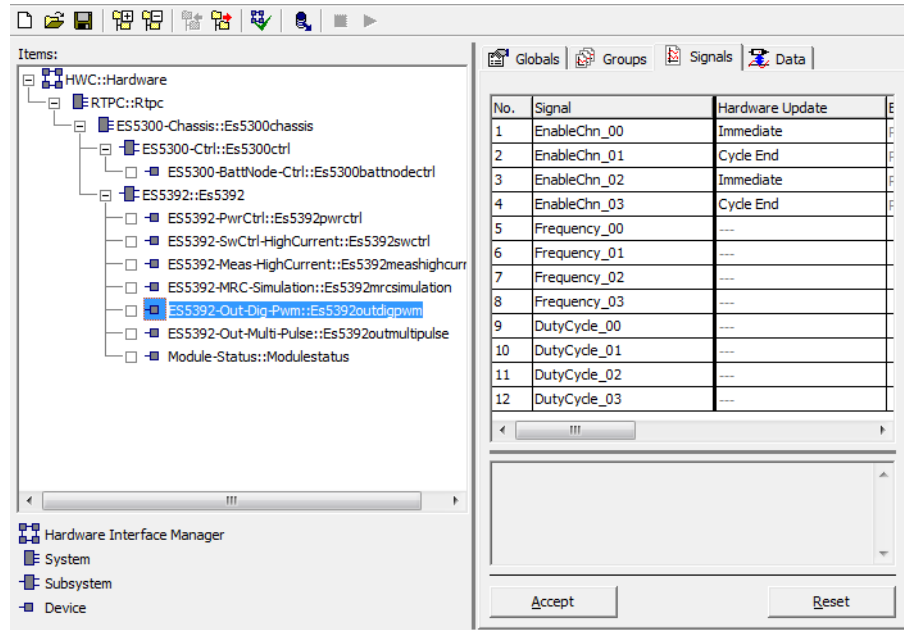 Items:
HWC::Hardware
RTPC::Rtpc
ES5300-Chassis::Es5300chassis
ES5300-Ctrl::Es5300ctrl
ES5300-BattNode-Ctrl::Es5300battnodectrl
ES5392::Es5392
ES5392-PwrCtrl::Es5392pwrctrl
ES5392-SwCtrl-HighCurrent::Es5392swctrl
ES5392-Meas-HighCurrent::Es5392meashighcurr
ES5392-MRC-Simulation::Es5392mrcsimulation
ES5392-Out-Dig-Pwm::Es5392outdigpwm
ES5392-Out-Multi-Pulse::Es5392outmultipulse
Module-Status::Modulestatus
Hardware Interface Manager
System
Subsystem
Device
Globals Groups Signals Data
No. Signal Hardware Update E
1 EnableChn_00 Immediate
2 EnableChn_01 Cycle End
3 EnableChn_02 Immediate
4 EnableChn_03 Cycle End
5 Frequency_00 ---
6 Frequency_01 ---
7 Frequency_02 ---
8 Frequency_03 ---
9 DutyCycle_00 ---
10 DutyCycle_01 ---
11 DutyCycle_02 ---
12 DutyCycle_03 ---
Accept Reset